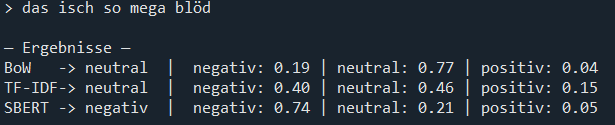 > das isch so mega blöd
— Ergebnisse —
BoW   -> neutral  |  negativ: 0.19 | neutral: 0.77 | positiv: 0.04
TF-IDF-> neutral  |  negativ: 0.40 | neutral: 0.46 | positiv: 0.15
SBERT -> negativ  |  negativ: 0.74 | neutral: 0.21 | positiv: 0.05